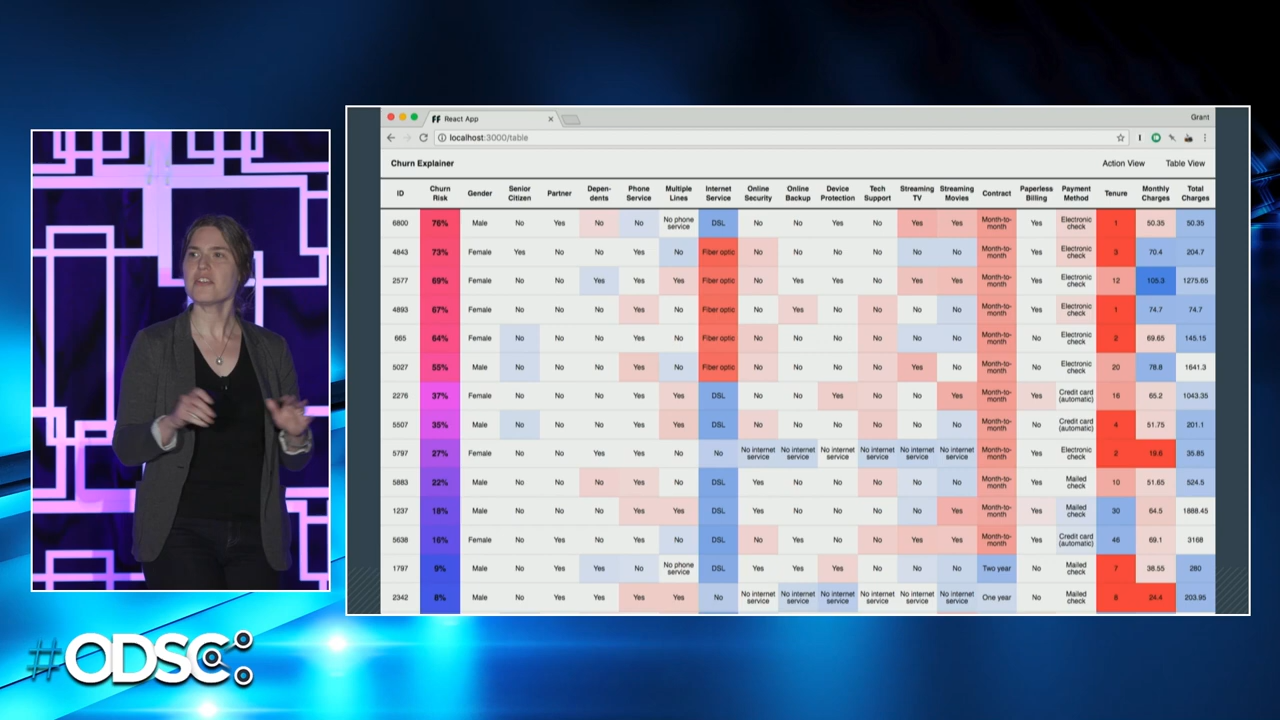 React App
Grant
localhost:3000/table
Churn Explainer Action View Table View
ID Churn Risk Gender Senior Citizen Partner Depen-dents Phone Service Multiple Lines Internet Service Online Security Online Backup Device Protection Tech Support Streaming TV Streaming Movies Contract Paperless Billing Payment Method Tenure Monthly Charges Total Charges
6800 76% Male No Yes No No No phone service DSL No No Yes No Yes Yes Month-to-month Yes Electronic check 1 50.35 50.35
4843 73% Female Yes No No Yes No Fiber optic No No No No No No Month-to-month Yes Electronic check 3 70.4 204.7
2577 69% Female No No Yes Yes Yes Fiber optic No Yes Yes No Yes Yes Month-to-month Yes Electronic check 12 105.3 1275.65
4893 67% Female No No No Yes No Fiber optic No Yes No No No No Month-to-month Yes Electronic check 1 74.7 74.7
665 64% Female No No No Yes No Fiber optic No No No No No No Month-to-month No Electronic check 2 69.65 145.15
5027 55% Male No No No Yes No Fiber optic No No No No Yes No Month-to-month No Electronic check 20 78.8 1641.3
2276 37% Female No No No Yes Yes DSL No No Yes No No Yes Month-to-month Yes Credit card (automatic) 16 65.2 1043.35
5507 35% Male No No No Yes Yes DSL No No No No No No Month-to-month No Credit card (automatic) 4 51.75 201.1
5797 27% Female No No Yes Yes No No No internet service No internet service No internet service No internet service No internet service No internet service Month-to-month Yes Electronic check 2 19.6 35.85
5883 22% Male No No No Yes No DSL Yes No No No No No Month-to-month Yes Mailed check 10 51.65 524.5
1237 18% Male No No No Yes Yes DSL Yes No No No No Yes Month-to-month Yes Mailed check 30 64.5 1888.45
5638 16% Female No Yes No Yes No DSL No Yes No No Yes Yes Month-to-month Yes Credit card (automatic) 46 69.1 3168
1797 9% Male No Yes Yes No No phone service DSL Yes Yes Yes No No No Two year No Mailed check 7 38.55 280
2342 8% Male No Yes Yes Yes Yes No No internet service No internet service No internet service No internet service No internet service No internet service One year No Mailed check 8 24.4 203.95
#ODSC